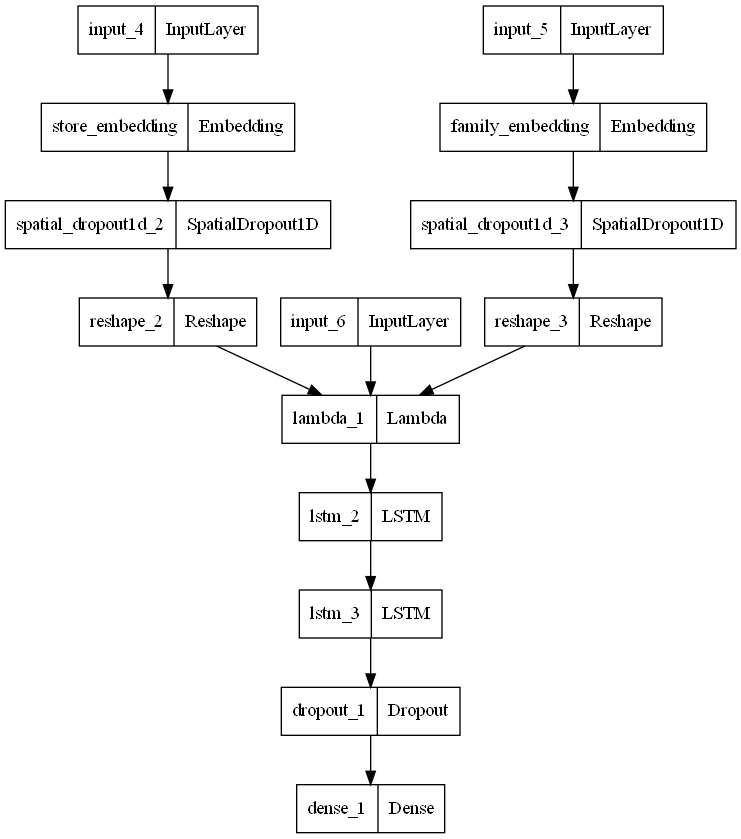 input_4 InputLayer input_5 InputLayer
store_embedding Embedding family_embedding Embedding
spatial_dropout1d_2 SpatialDropout1D spatial_dropout1d_3 SpatialDropout1D
reshape_2 Reshape input_6 InputLayer reshape_3 Reshape
lambda_1 Lambda
lstm_2 LSTM
lstm_3 LSTM
dropout_1 Dropout
dense_1 Dense